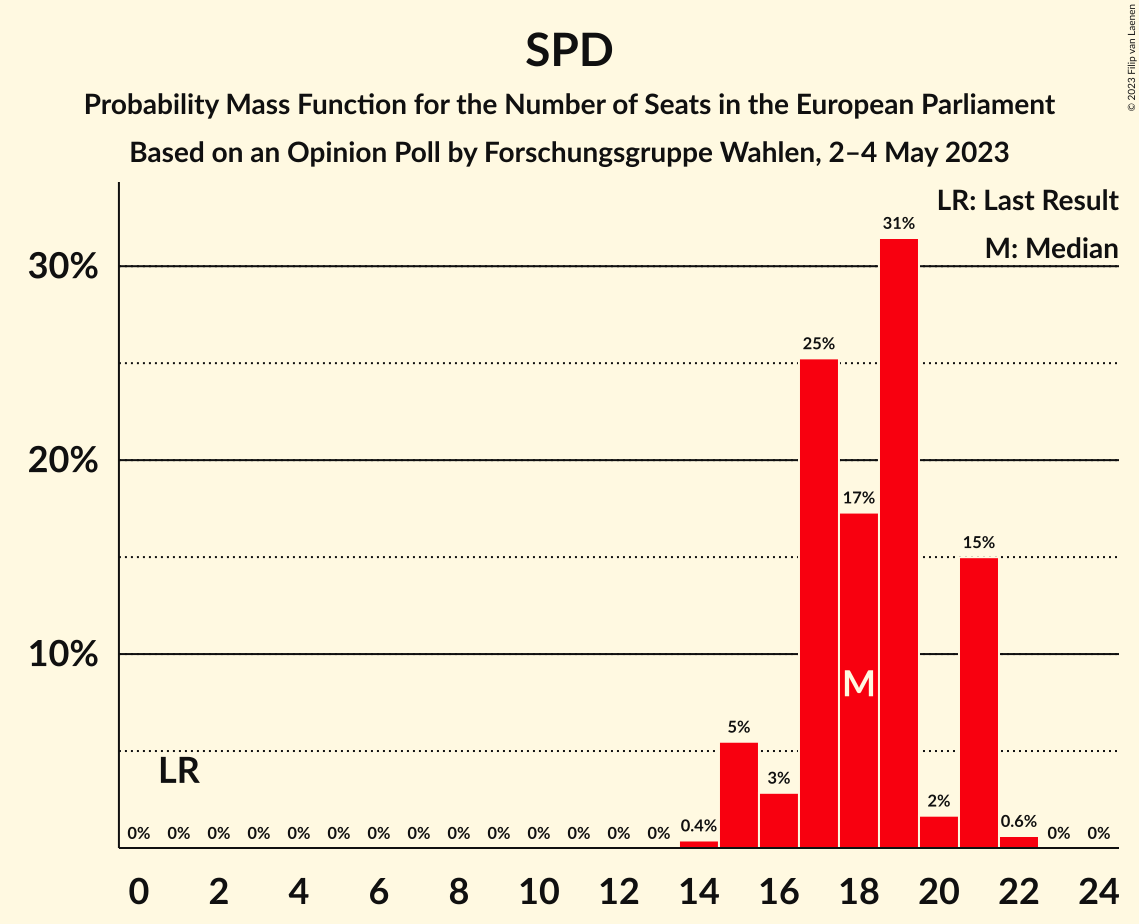 SPD
Probability Mass Function for the Number of Seats in the European Parliament
Based on an Opinion Poll by Forschungsgruppe Wahlen, 2–4 May 2023
© 2023 Filip van Laenen
LR: Last Result
M: Median
30%
20%
10%
31%
25%
17%
15%
M
5%
LR
3%
2%
0% 0% 0% 0% 0% 0% 0% 0% 0% 0% 0% 0% 0% 0% 0.4% 0.6% 0% 0%
0 2 4 6 8 10 12 14 16 18 20 22 24